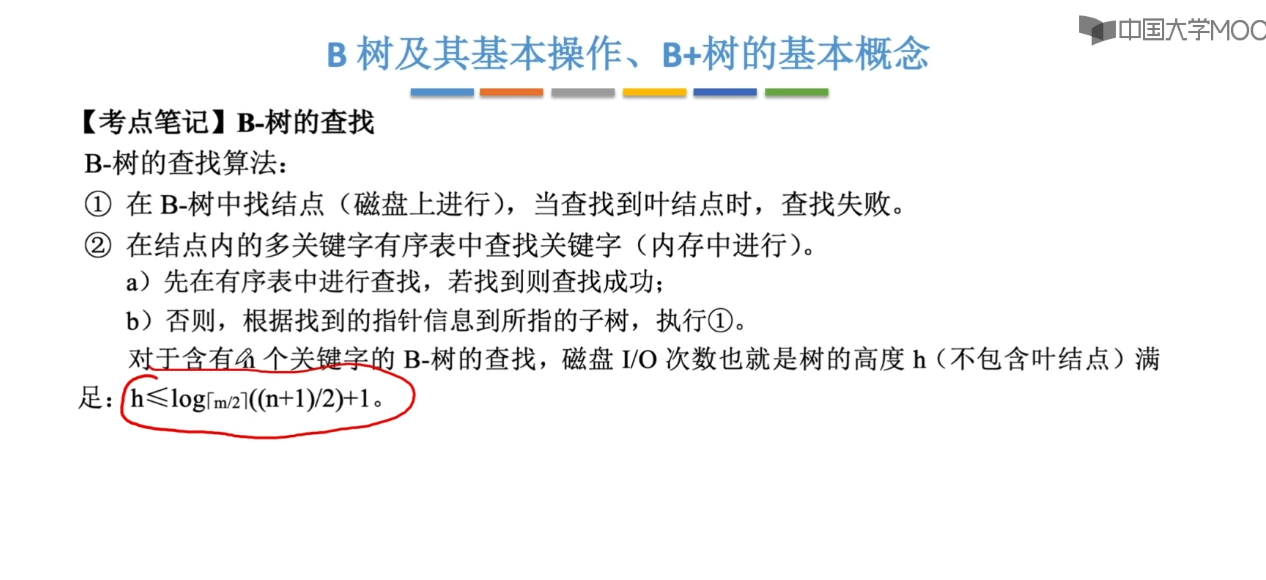 中国大学MOC
B 树及其基本操作、B+树的基本概念
【考点笔记】B-树的查找
B-树的查找算法：
① 在 B-树中找结点（磁盘上进行），当查找到叶结点时，查找失败。
② 在结点内的多关键字有序表中查找关键字（内存中进行）。
a）先在有序表中进行查找，若找到则查找成功；
b）否则，根据找到的指针信息到所指的子树，执行①。
对于含有 n 个关键字的 B-树的查找，磁盘 I/O 次数也就是树的高度 h（不包含叶结点）满
足：h≤log⌈m/2⌉((n+1)/2)+1。